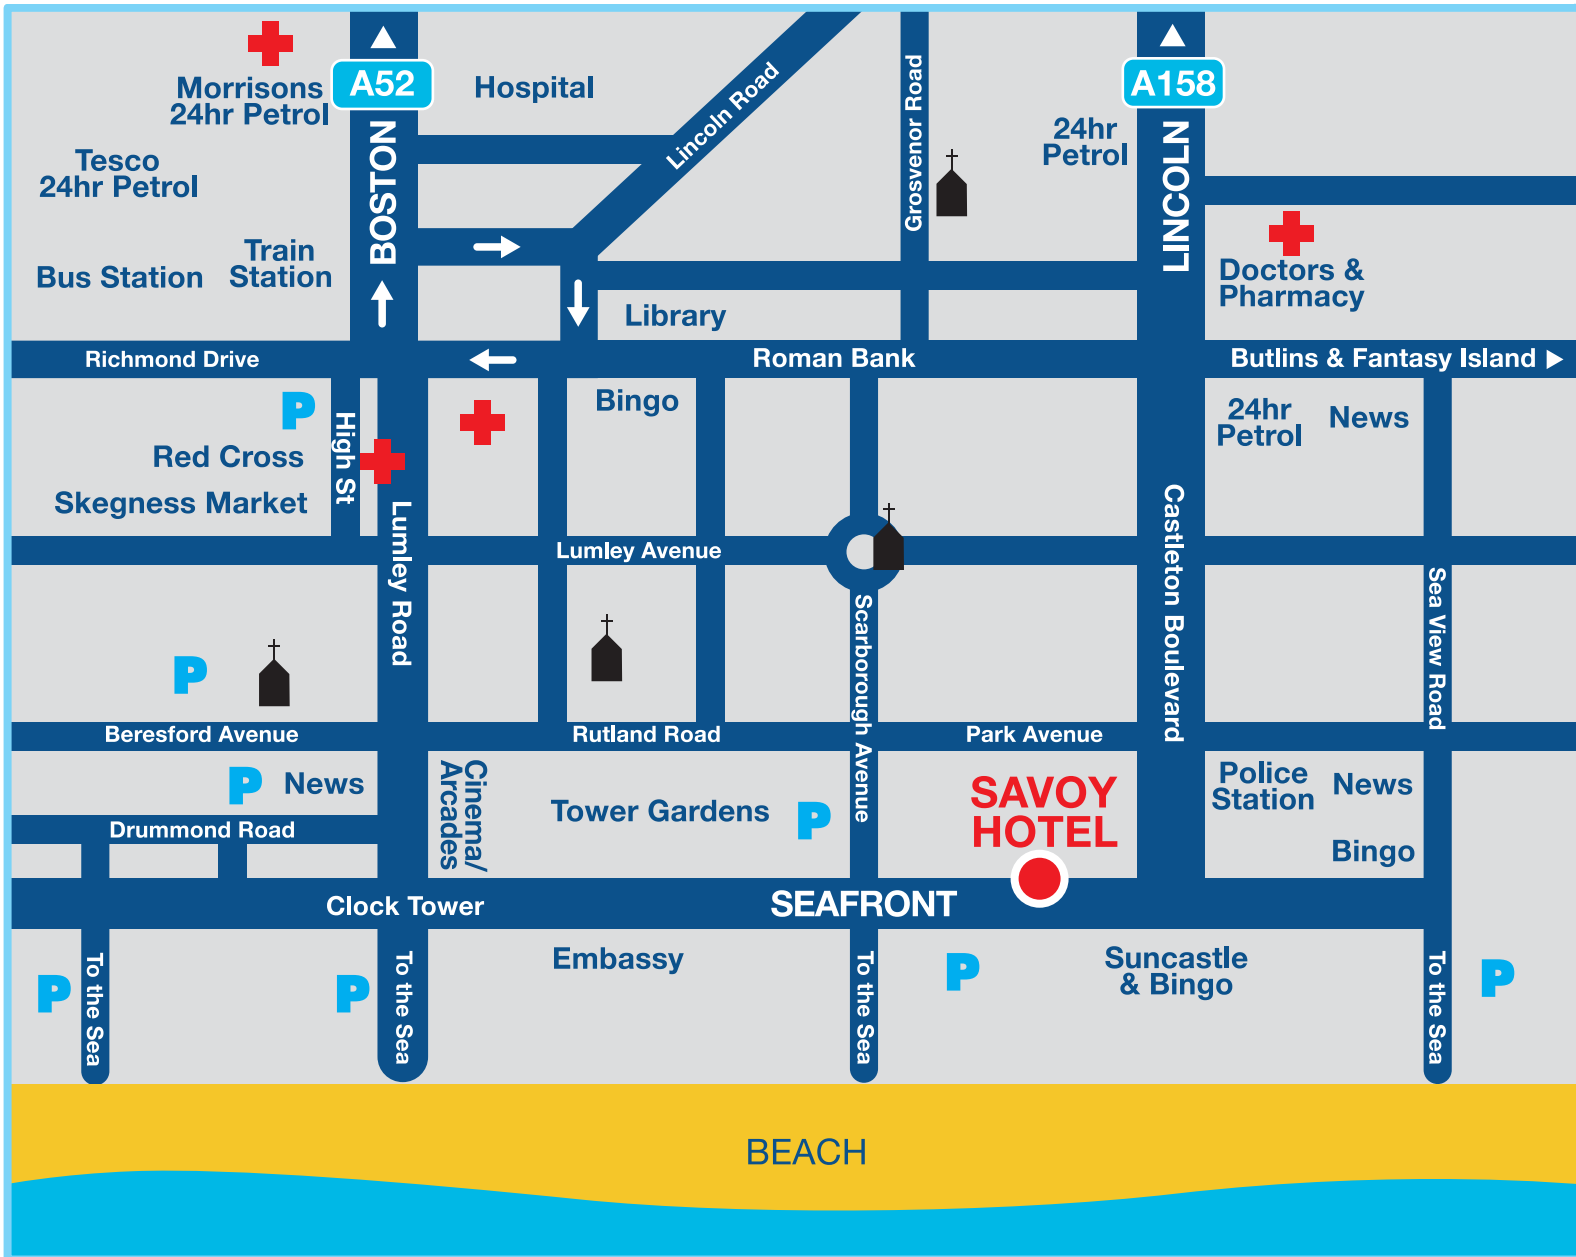 A52
BOSTON
Morrisons
24hr Petrol
Hospital
Lincoln Road
Grosvenor Road
A158
LINCOLN
24hr
Petrol
Tesco
24hr Petrol
Bus Station
Train
Station
Library
Doctors &
Pharmacy
Richmond Drive
Roman Bank
Butlins & Fantasy Island
P
High St
Bingo
24hr
Petrol
News
Red Cross
Skegness Market
Lumley Road
Lumley Avenue
Scarborough Avenue
Castleton Boulevard
Sea View Road
P
Beresford Avenue
Rutland Road
Park Avenue
P
News
Cinema/
Arcades
Tower Gardens
P
SAVOY
HOTEL
Police
Station
News
Bingo
Drummond Road
Clock Tower
SEAFRONT
P
To the Sea
P
To the Sea
Embassy
To the Sea
P
Suncastle
& Bingo
To the Sea
P
BEACH